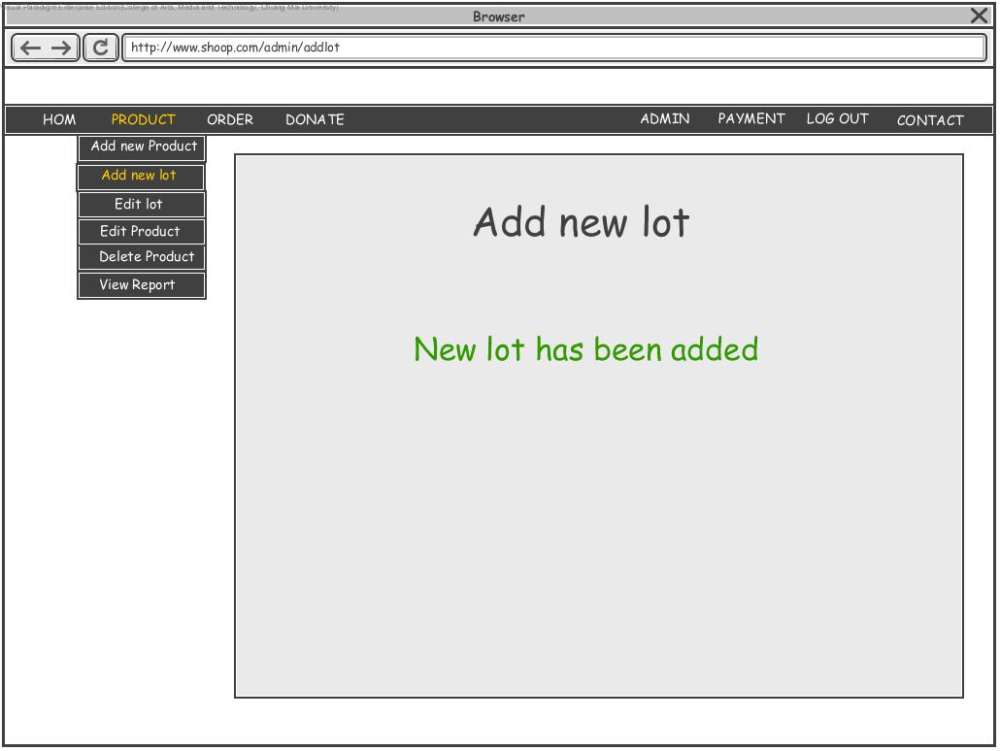 Visual Paradigm Enterprise Edition(College of Arts, Media and Technology, Chiang Mai University)
Browser
http://www.shoop.com/admin/addlot
HOM PRODUCT ORDER DONATE ADMIN PAYMENT LOG OUT CONTACT
Add new Product
Add new lot
Edit lot
Edit Product
Delete Product
View Report
Add new lot
New lot has been added